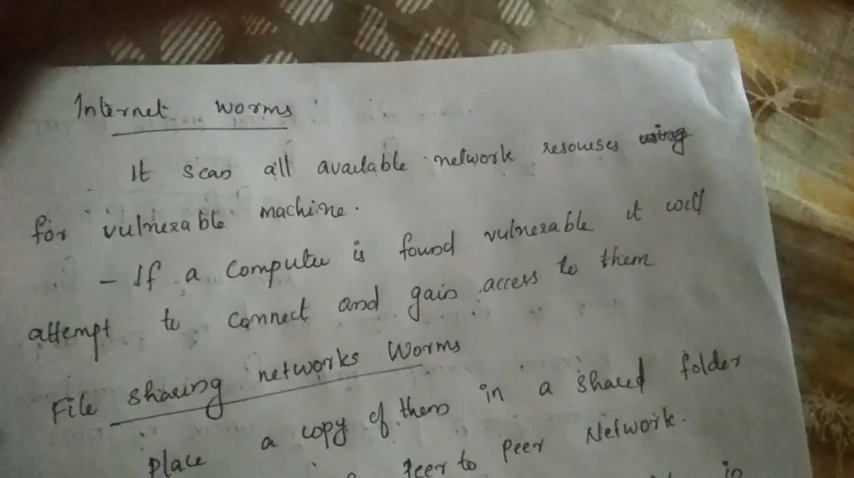 Internet worms :
It scan all available network resourses using
for vulnerable machine.
- If a computer is found vulnerable it will
attempt to connect and gain access to them
File sharing networks Worms
Place a copy of them in a shared folder
Peer to Peer Network.
in